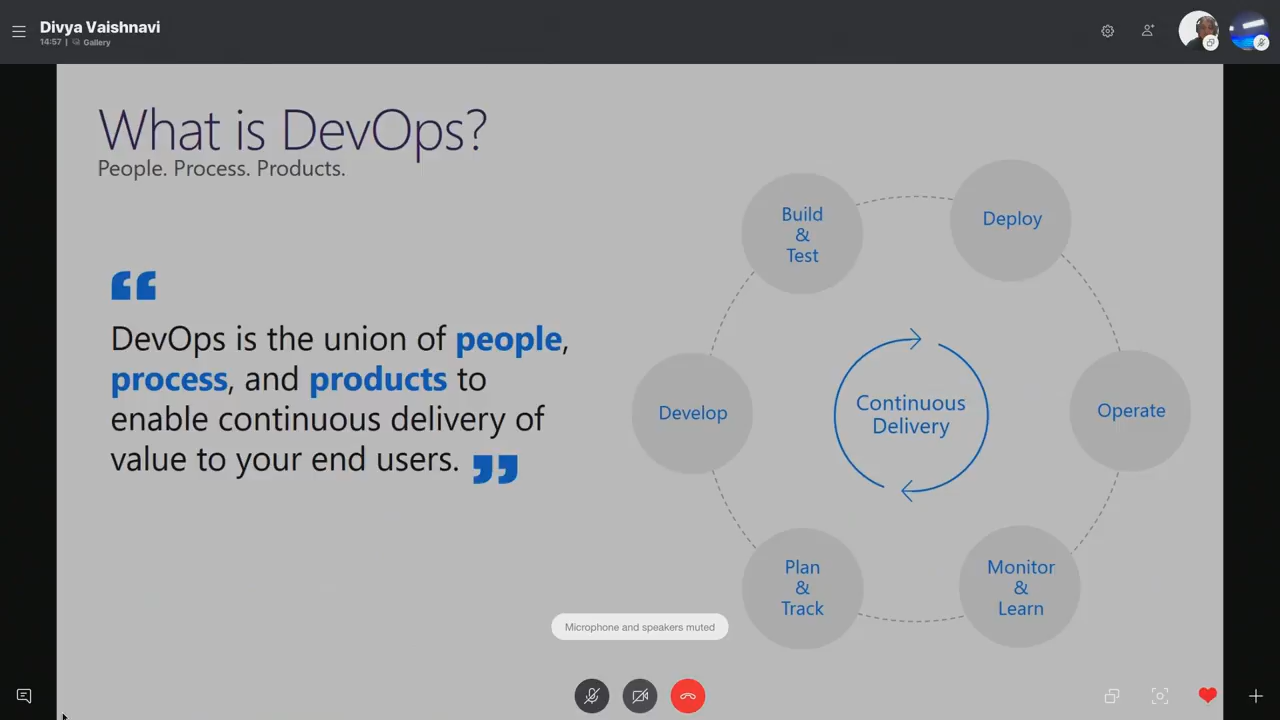 Divya Vaishnavi
14:57 | Gallery
What is DevOps?
People. Process. Products.
“
DevOps is the union of people,
process, and products to
enable continuous delivery of
value to your end users. ”
Build
&
Test
Deploy
Develop
Continuous
Delivery
Operate
Plan
&
Track
Monitor
&
Learn
Microphone and speakers muted